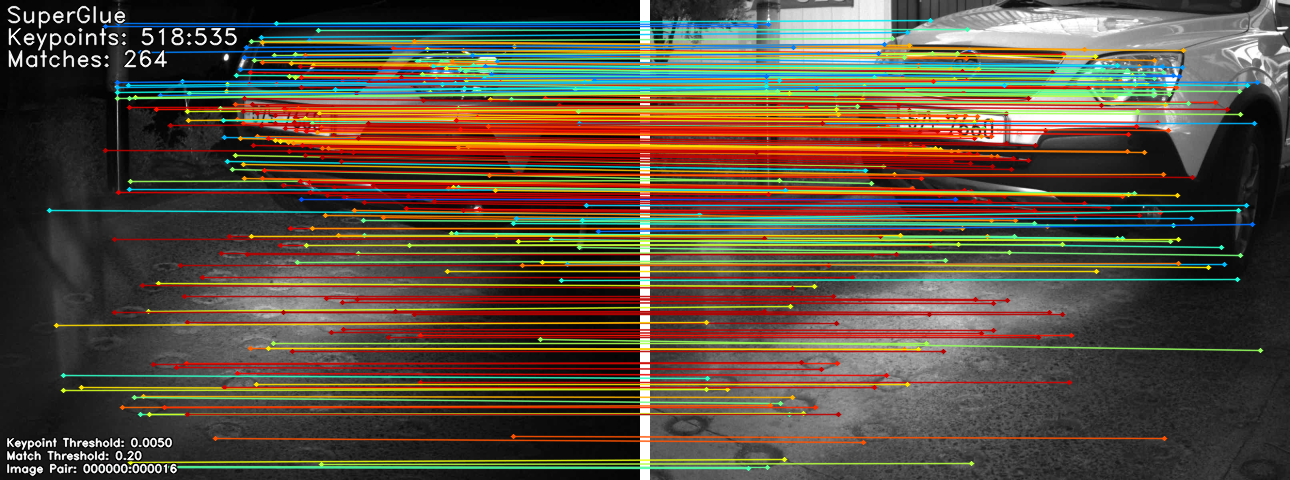 SuperGlue
Keypoints: 518:535
Matches: 264
Keypoint Threshold: 0.0050
Match Threshold: 0.20
Image Pair: 000000:000016